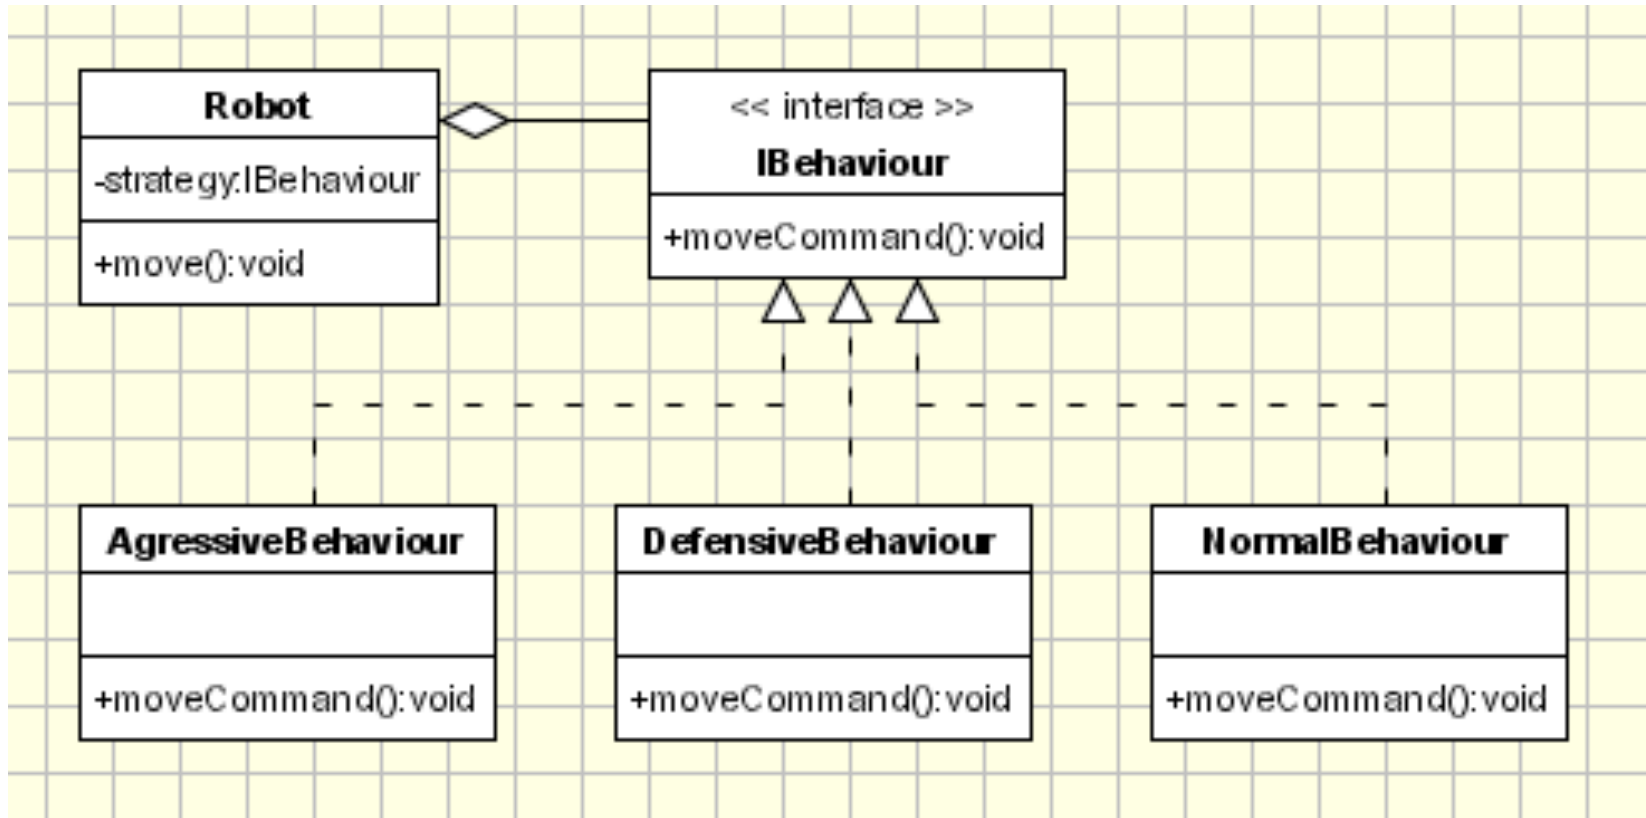 Robot
-strategy:IBehaviour
+move():void
<< interface >>
IBehaviour
+moveCommand():void
AgressiveBehaviour
+moveCommand():void
DefensiveBehaviour
+moveCommand():void
NormalBehaviour
+moveCommand():void